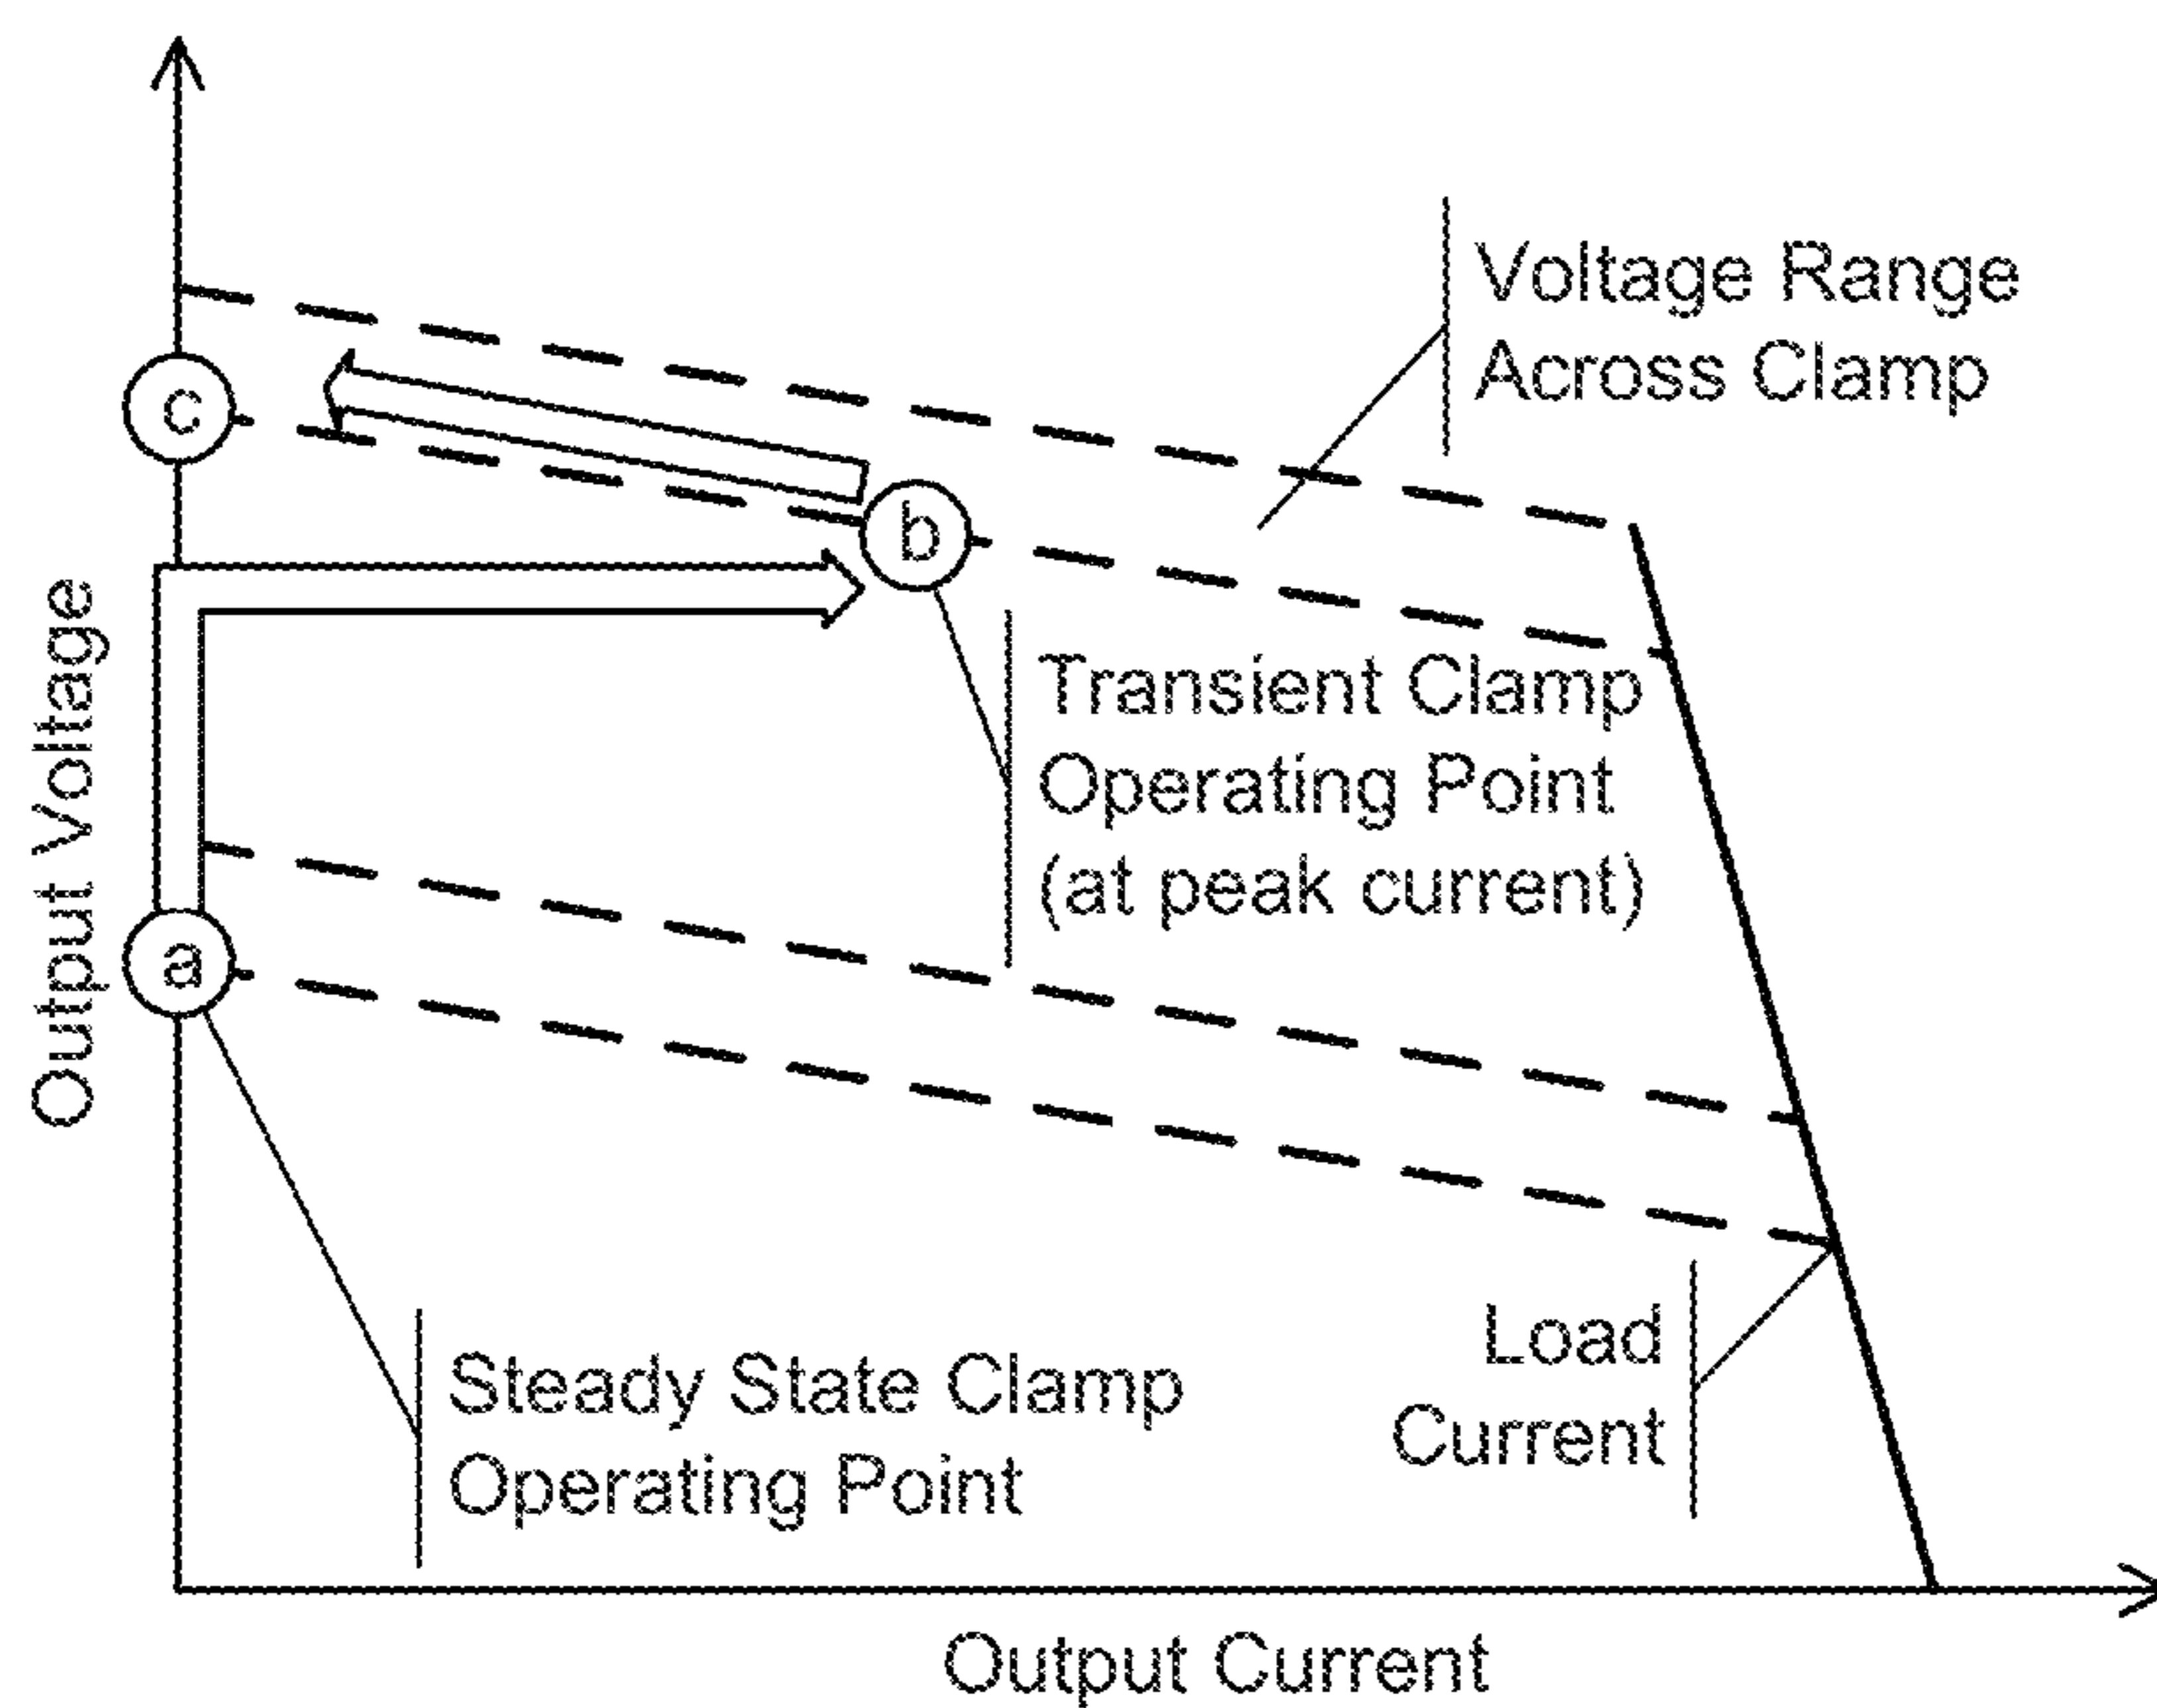 Voltage Range
Across Clamp
c
b
Transient Clamp
Operating Point
(at peak current)
Output Voltage
a
Load
Current
Steady State Clamp
Operating Point
Output Current